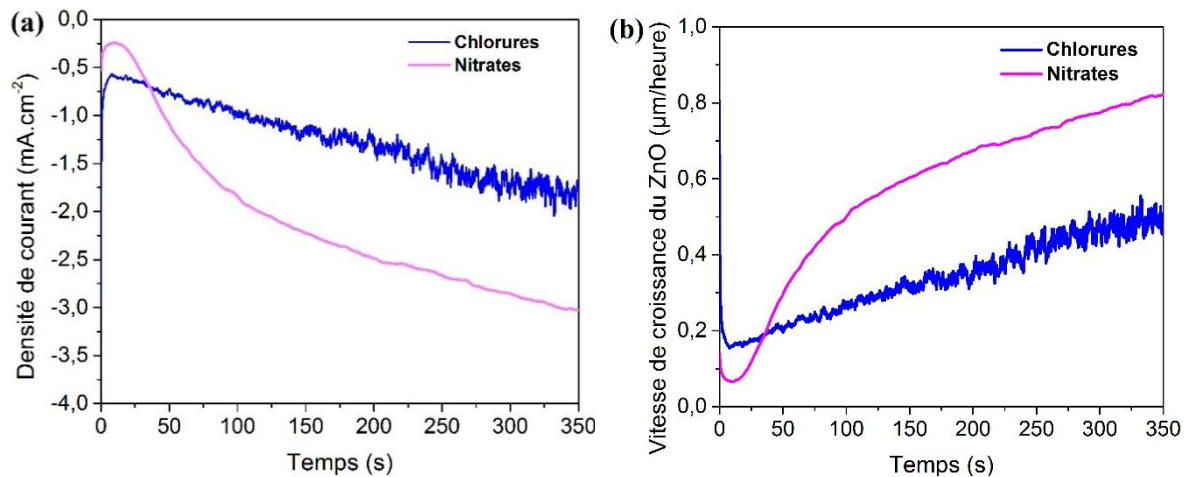 (a)
Densité de courant (mA.cm-2)
0,0
-0,5
-1,0
-1,5
-2,0
-2,5
-3,0
-3,5
-4,0
Chlorures
Nitrates
0 50 100 150 200 250 300 350
Temps (s)
(b)
Vitesse de croissance du ZnO (µm/heure)
1,0
0,8
0,6
0,4
0,2
0,0
Chlorures
Nitrates
0 50 100 150 200 250 300 350
Temps (s)